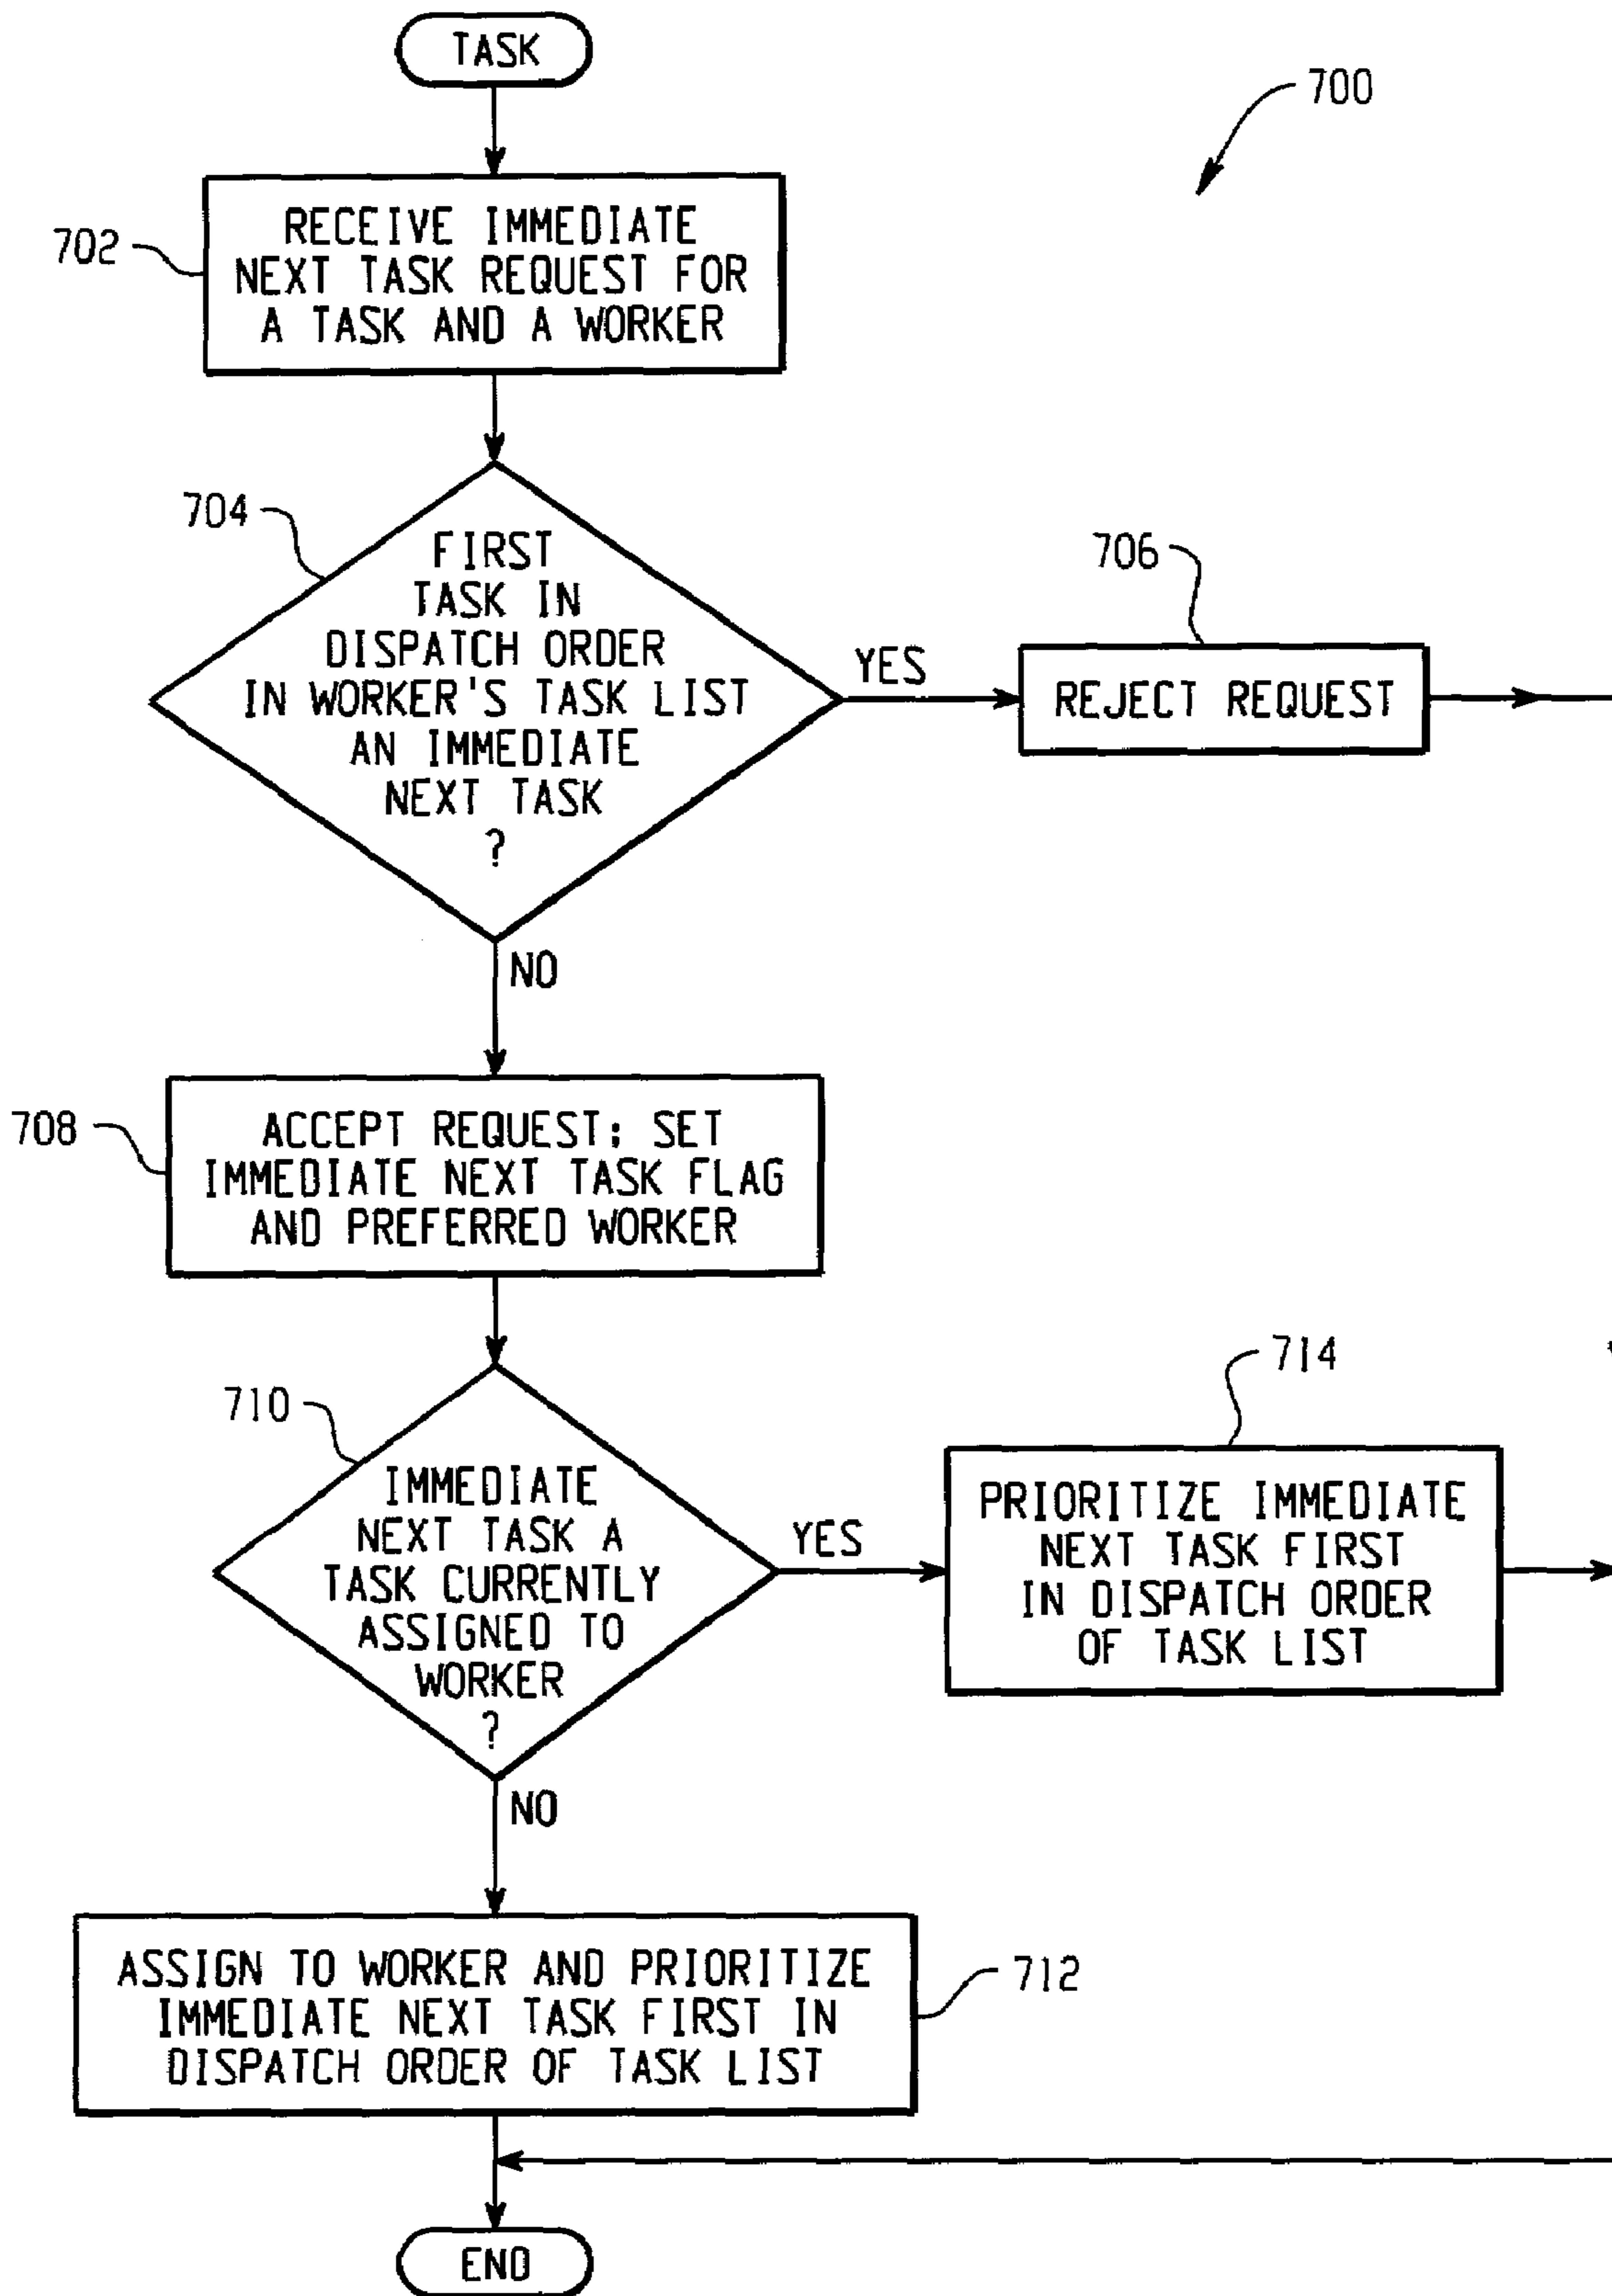 TASK
700
702
RECEIVE IMMEDIATE
NEXT TASK REQUEST FOR
A TASK AND A WORKER
704
FIRST
TASK IN
DISPATCH ORDER
IN WORKER'S TASK LIST
AN IMMEDIATE
NEXT TASK
?
YES
706
REJECT REQUEST
NO
708
ACCEPT REQUEST; SET
IMMEDIATE NEXT TASK FLAG
AND PREFERRED WORKER
710
IMMEDIATE
NEXT TASK A
TASK CURRENTLY
ASSIGNED TO
WORKER
?
YES
714
PRIORITIZE IMMEDIATE
NEXT TASK FIRST
IN DISPATCH ORDER
OF TASK LIST
NO
712
ASSIGN TO WORKER AND PRIORITIZE
IMMEDIATE NEXT TASK FIRST IN
DISPATCH ORDER OF TASK LIST
END